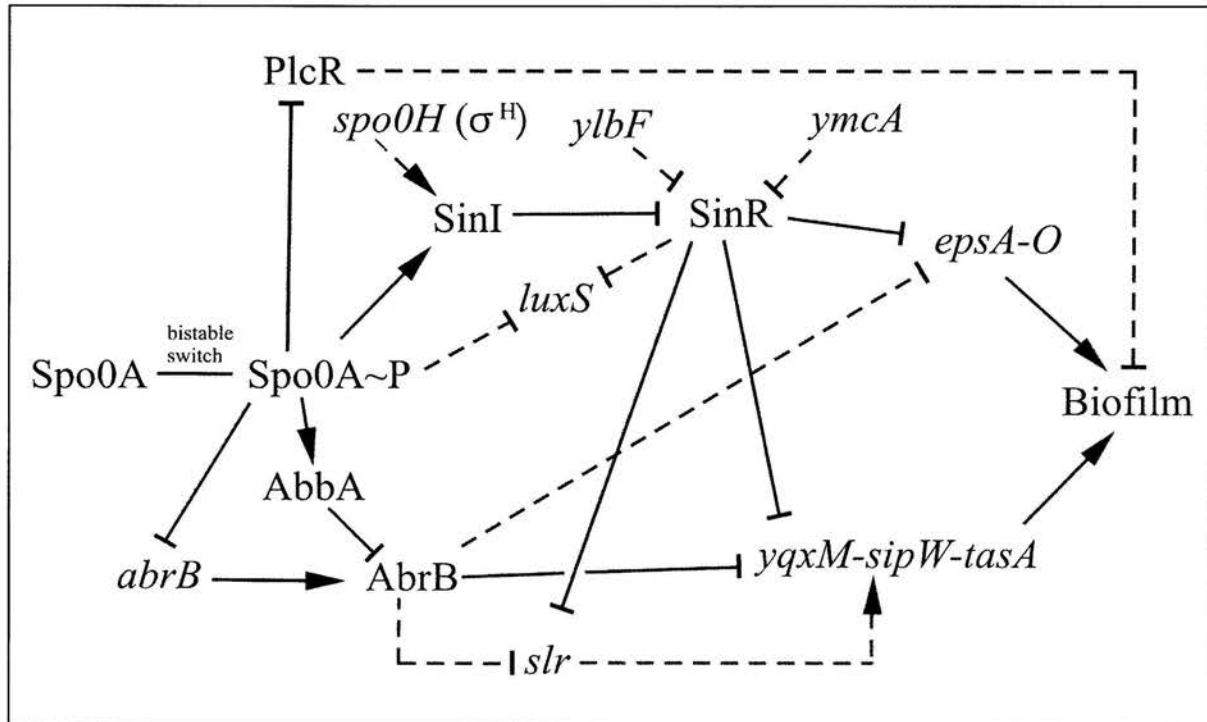 PlcR
spo0H (σ H)
ylbF
ymcA
SinI
SinR
epsA-O
luxS
bistable
switch
Spo0A
Spo0A~P
Biofilm
AbbA
abrB
AbrB
yqxM-sipW-tasA
slr